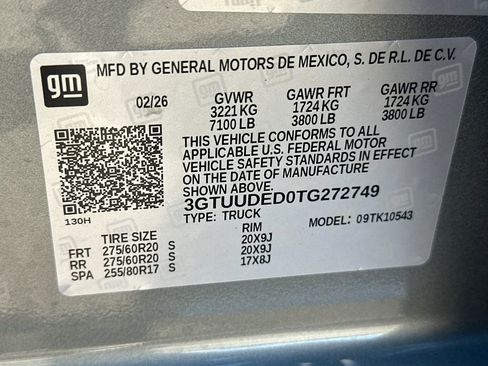 gm
MFD BY GENERAL MOTORS DE MEXICO, S. DE R.L. DE C.V.
02/26 GVWR GAWR FRT GAWR RR
3221 KG 1724 KG 1724 KG
7100 LB 3800 LB 3800 LB
THIS VEHICLE CONFORMS TO ALL
APPLICABLE U.S. FEDERAL MOTOR
VEHICLE SAFETY STANDARDS IN EFFECT
ON THE DATE OF MANUFACTURE
SHOWN ABOVE.
3GTUUDED0TG272749
130H
TYPE: TRUCK MODEL: 09TK10543
TIRE SIZE RIM
FRT 275/60R20 S 20X9J
RR 275/60R20 S 20X9J
SPA 255/80R17 S 17X8J